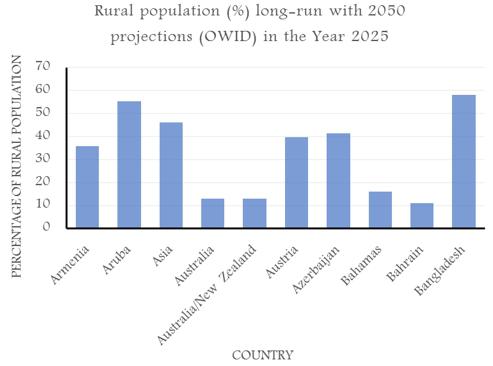 Rural population (%) long-run with 2050
projections (OWID) in the Year 2025
PERCENTAGE OF RURAL POPULATION
70
60
50
40
30
20
10
0
Armenia
Aruba
Asia
Australia
Australia/New Zealand
Austria
Azerbaijan
Bahamas
Bahrain
Bangladesh
COUNTRY